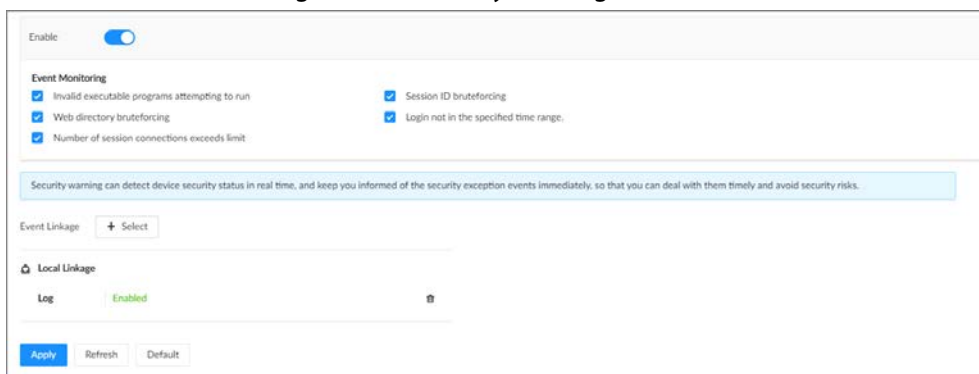 Enable
Event Monitoring
Invalid executable programs attempting to run
Session ID bruteforcing
Web directory bruteforcing
Login not in the specified time range.
Number of session connections exceeds limit
Security warning can detect device security status in real time, and keep you informed of the security exception events immediately, so that you can deal with them timely and avoid security risks.
Event Linkage + Select
Local Linkage
Log Enabled
Apply Refresh Default